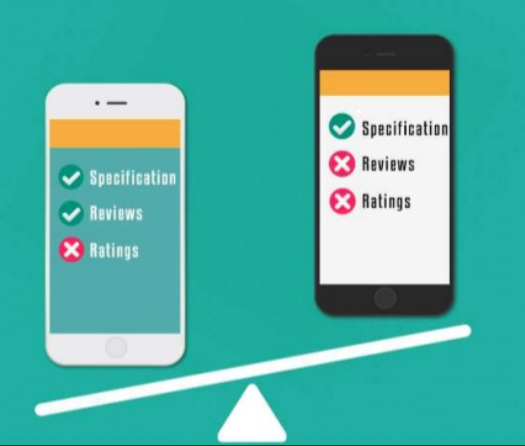 Specification
Reviews
Ratings
Specification
Reviews
Ratings